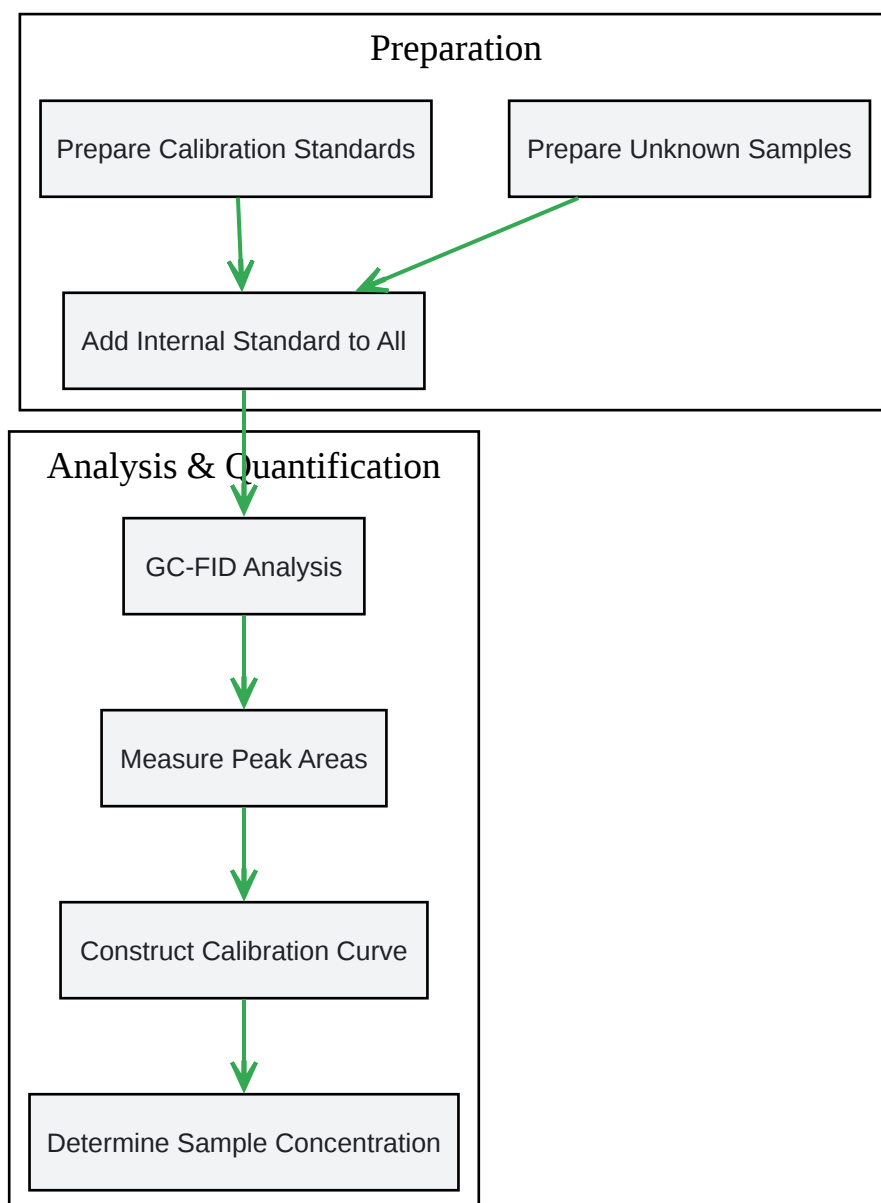 Preparation
Prepare Calibration Standards
Prepare Unknown Samples
Add Internal Standard to All
Analysis & Quantification
GC-FID Analysis
Measure Peak Areas
Construct Calibration Curve
Determine Sample Concentration